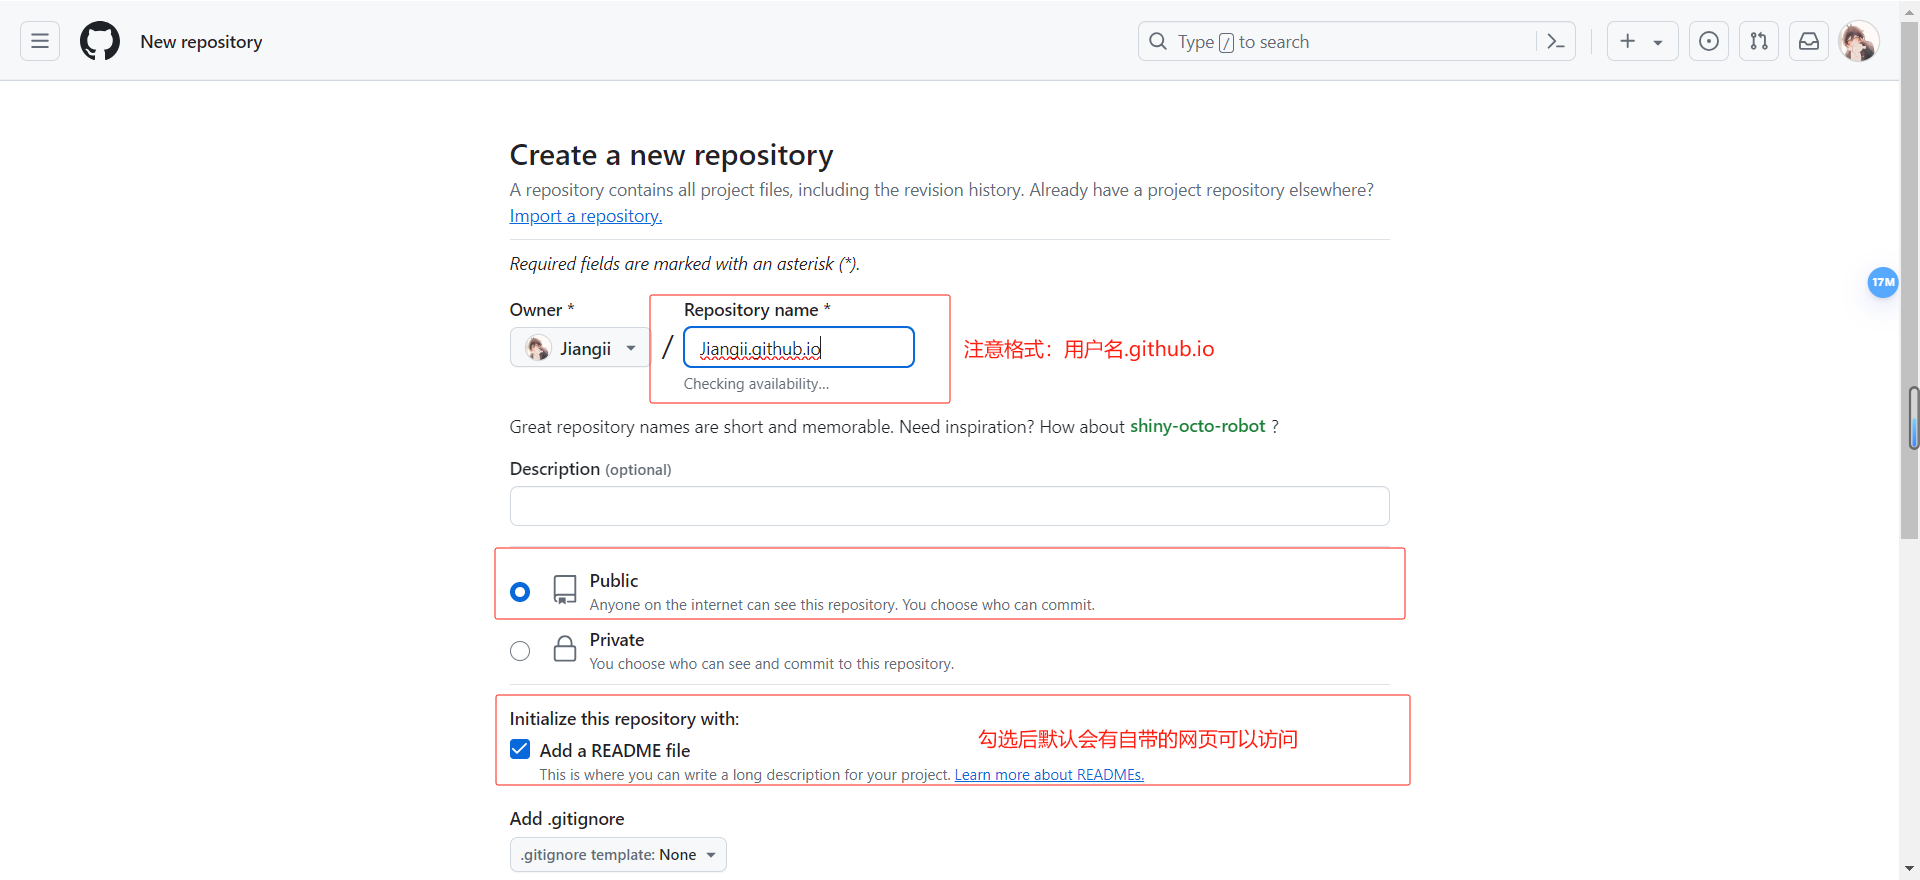 New repository
Type / to search
Create a new repository
A repository contains all project files, including the revision history. Already have a project repository elsewhere?
Import a repository.
Required fields are marked with an asterisk (*).
Owner *
Repository name *
Jiangii
/
Jiangii.github.io
注意格式：用户名.github.io
Checking availability...
17M
Great repository names are short and memorable. Need inspiration? How about shiny-octo-robot ?
Description (optional)
Public
Anyone on the internet can see this repository. You choose who can commit.
Private
You choose who can see and commit to this repository.
Initialize this repository with:
勾选后默认会有自带的网页可以访问
Add a README file
This is where you can write a long description for your project. Learn more about READMEs.
Add .gitignore
.gitignore template: None